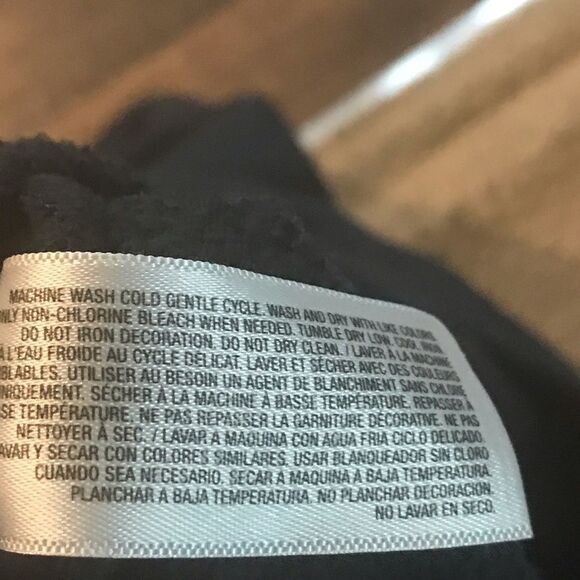 MACHINE WASH COLD GENTLE CYCLE. WASH AND DRY WITH LIKE COLORS.
ONLY NON-CHLORINE BLEACH WHEN NEEDED. TUMBLE DRY LOW. COOL IRON.
DO NOT IRON DECORATION. DO NOT DRY CLEAN. / LAVER À LA MACHINE
À L'EAU FROIDE AU CYCLE DÉLICAT. LAVER ET SÉCHER AVEC DES COULEURS
MBLABLES. UTILISER AU BESOIN UN AGENT DE BLANCHIMENT SANS CHLORE
NIQUEMENT. SÉCHER À LA MACHINE À BASSE TEMPÉRATURE. REPASSER À
SE TEMPÉRATURE. NE PAS REPASSER LA GARNITURE DÉCORATIVE. NE PAS
NETTOYER À SEC. / LAVAR A MAQUINA CON AGUA FRIA CICLO DELICADO.
LAVAR Y SECAR CON COLORES SIMILARES. USAR BLANQUEADOR SIN CLORO
CUANDO SEA NECESARIO. SECAR A MAQUINA A BAJA TEMPERATURA.
PLANCHAR A BAJA TEMPERATURA. NO PLANCHAR DECORACION.
NO LAVAR EN SECO.